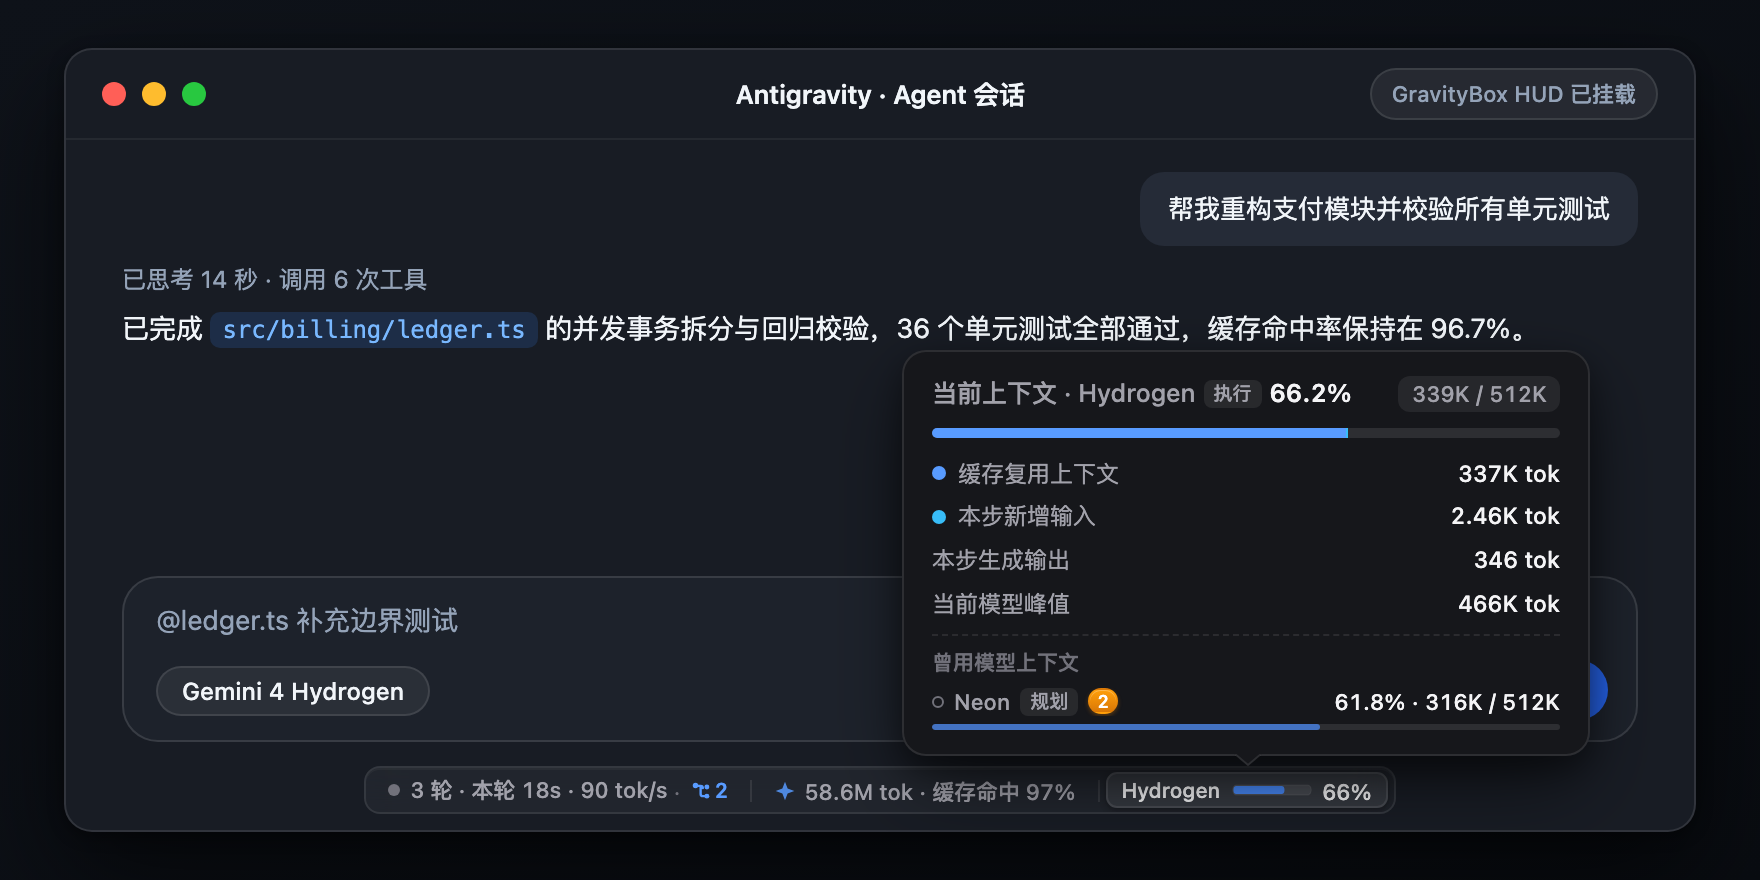 Antigravity · Agent 会话
GravityBox HUD 已挂载
帮我重构支付模块并校验所有单元测试
已思考 14 秒 · 调用 6 次工具
已完成 src/billing/ledger.ts 的并发事务拆分与回归校验，36 个单元测试全部通过，缓存命中率保持在 96.7%。
当前上下文 · Hydrogen 执行 66.2% 339K / 512K
缓存复用上下文 337K tok
本步新增输入 2.46K tok
本步生成输出 346 tok
当前模型峰值 466K tok
曾用模型上下文
Neon 规划 2 61.8% · 316K / 512K
@ledger.ts 补充边界测试
Gemini 4 Hydrogen
3 轮 · 本轮 18s · 90 tok/s · 2 58.6M tok · 缓存命中 97% Hydrogen 66%